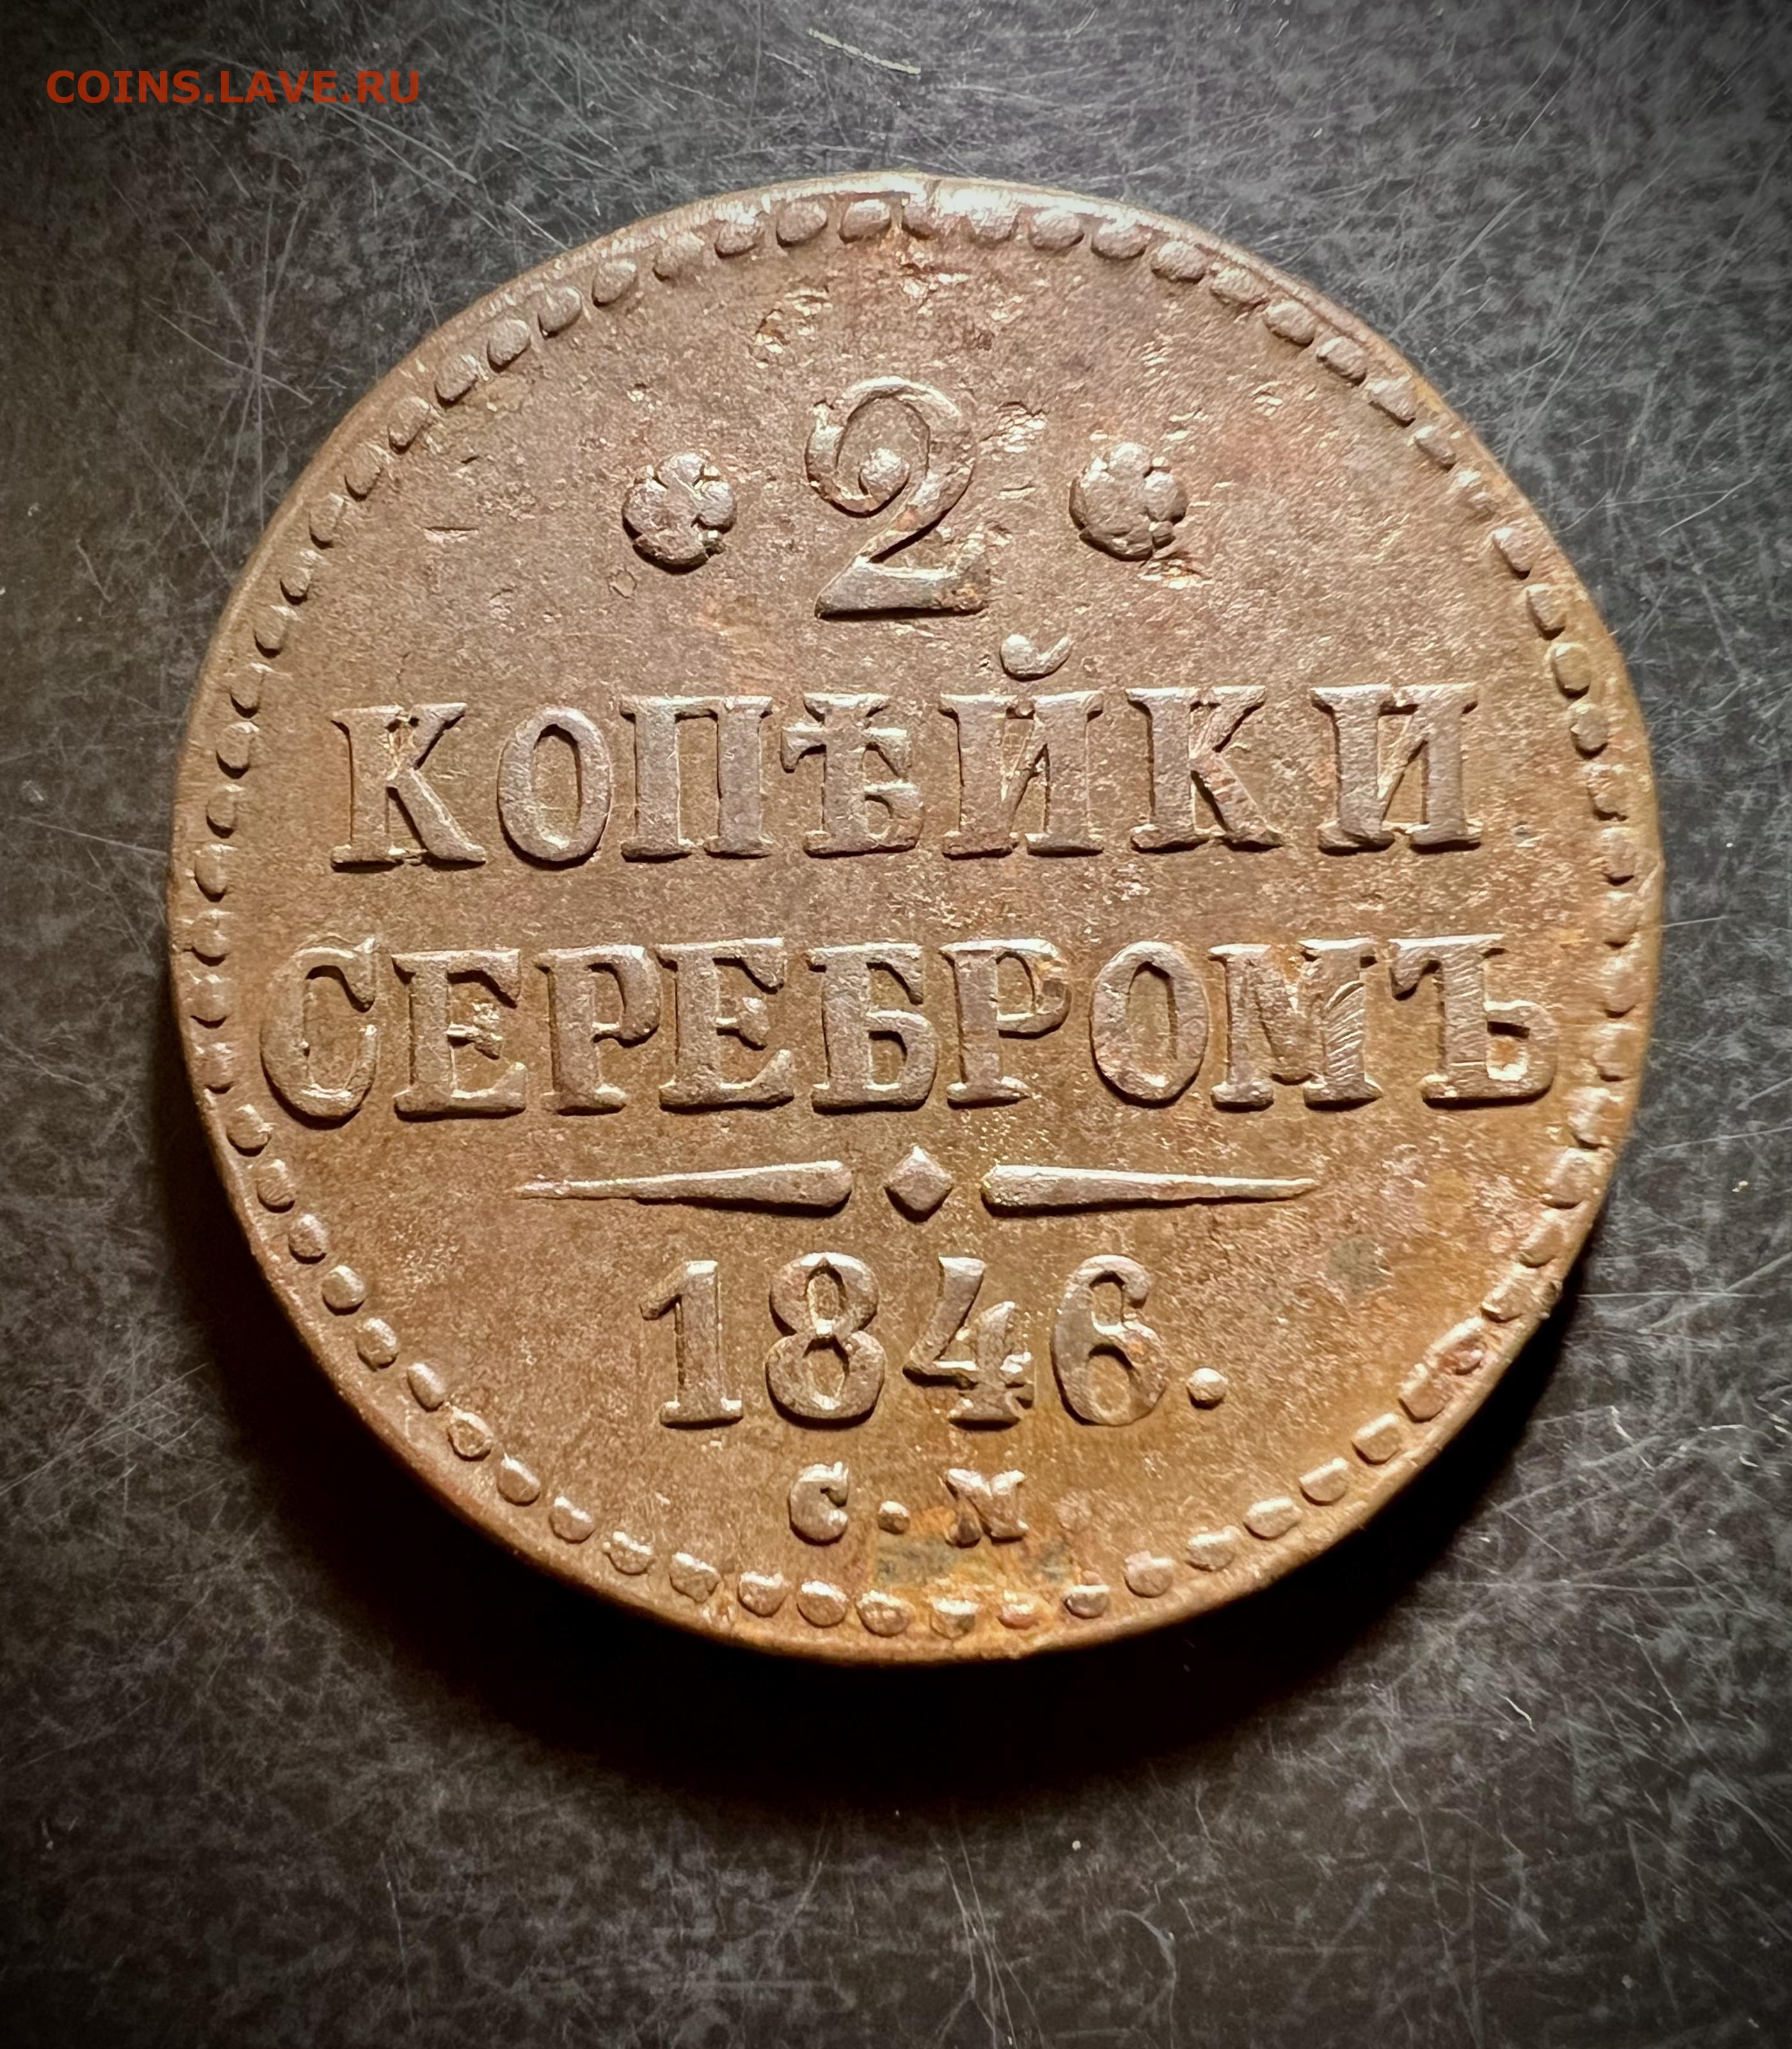 COINS.LAVE.RU
2
КОПѢЙКИ
СЕРЕБРОМЪ
1846.
С.М